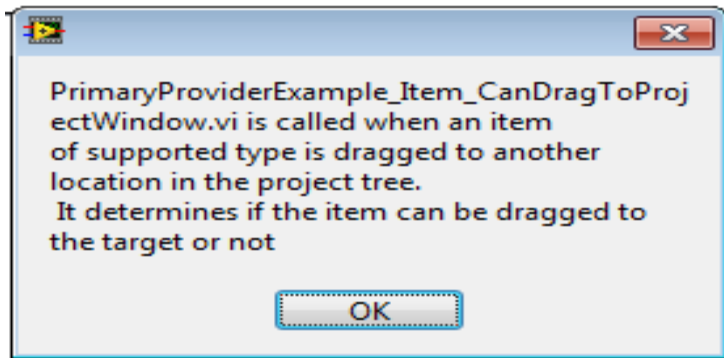 PrimaryProviderExample_Item_CanDragToProj
ectWindow.vi is called when an item
of supported type is dragged to another
location in the project tree.
It determines if the item can be dragged to
the target or not
OK